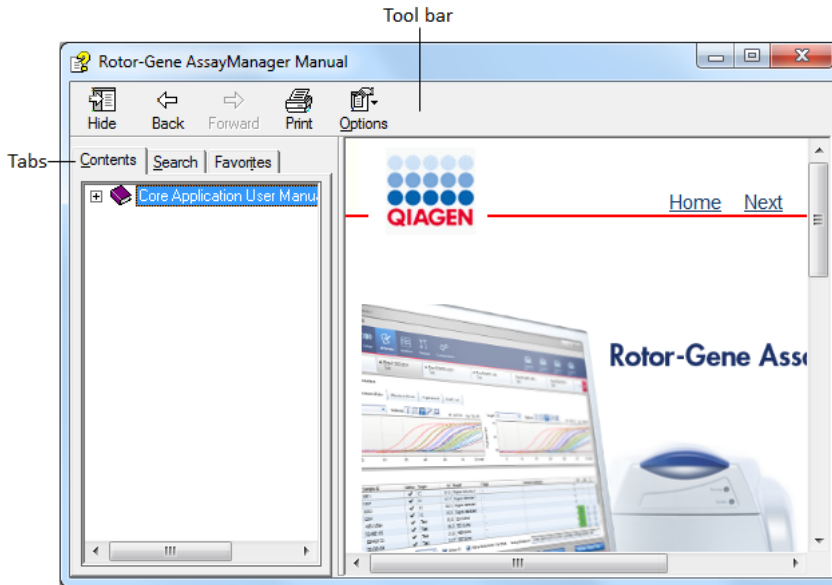 Tool bar
Rotor-Gene AssayManager Manual
Hide Back Forward Print Options
Tabs
Contents Search Favorites
Core Application User Manu
QIAGEN
Home Next
Rotor-Gene Ass